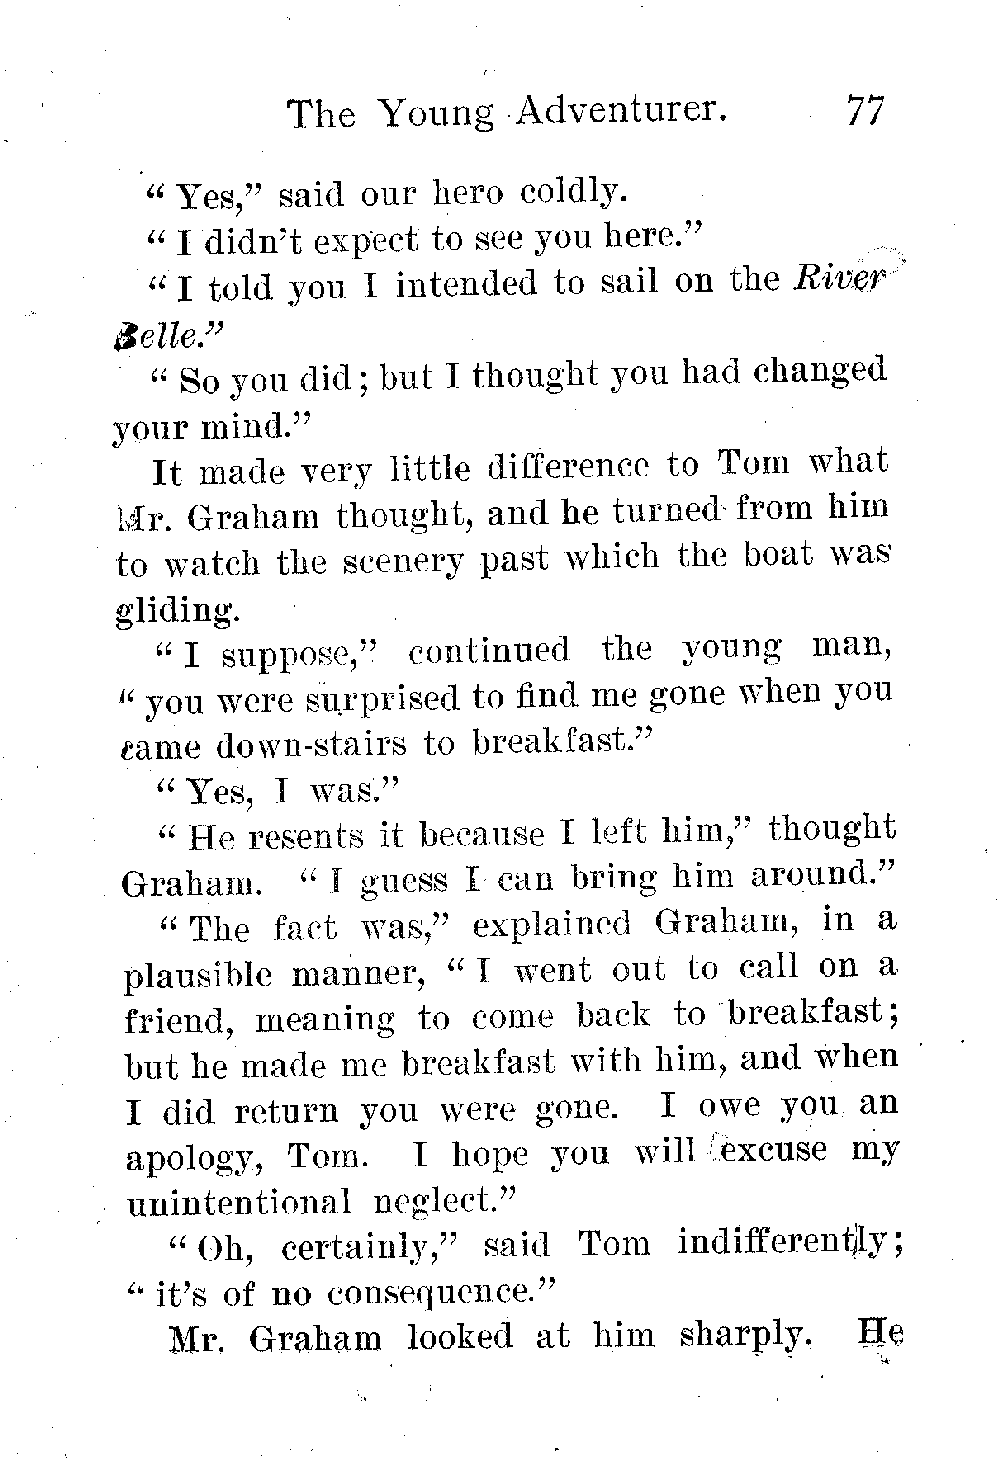 The Young Adventurer. 77
“Yes,” said our hero coldly.
“I didn’t expect to see you here.”
“I told you I intended to sail on the River
Belle.”
“So you did; but I thought you had changed
your mind.”
It made very little difference to Tom what
Mr. Graham thought, and he turned from him
to watch the scenery past which the boat was
gliding.
“I suppose,” continued the young man,
“you were surprised to find me gone when you
came down-stairs to breakfast.”
“Yes, I was.”
“He resents it because I left him,” thought
Graham. “I guess I can bring him around.”
“The fact was,” explained Graham, in a
plausible manner, “I went out to call on a
friend, meaning to come back to breakfast;
but he made me breakfast with him, and when
I did return you were gone. I owe you an
apology, Tom. I hope you will excuse my
unintentional neglect.”
“Oh, certainly,” said Tom indifferently;
“it’s of no consequence.”
Mr. Graham looked at him sharply. He